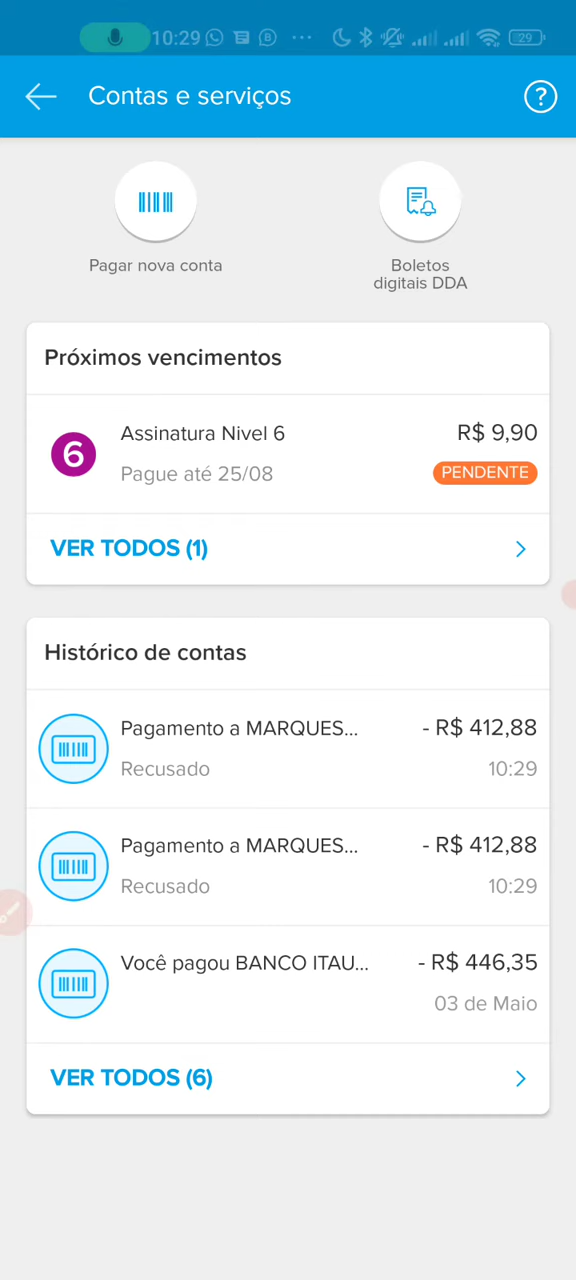 10:29 29
Contas e serviços ?
Pagar nova conta
Boletos
digitais DDA
Próximos vencimentos
6 Assinatura Nivel 6 R$ 9,90
Pague até 25/08 PENDENTE
VER TODOS (1)
Histórico de contas
Pagamento a MARQUES... - R$ 412,88
Recusado 10:29
Pagamento a MARQUES... - R$ 412,88
Recusado 10:29
Você pagou BANCO ITAU... - R$ 446,35
03 de Maio
VER TODOS (6)